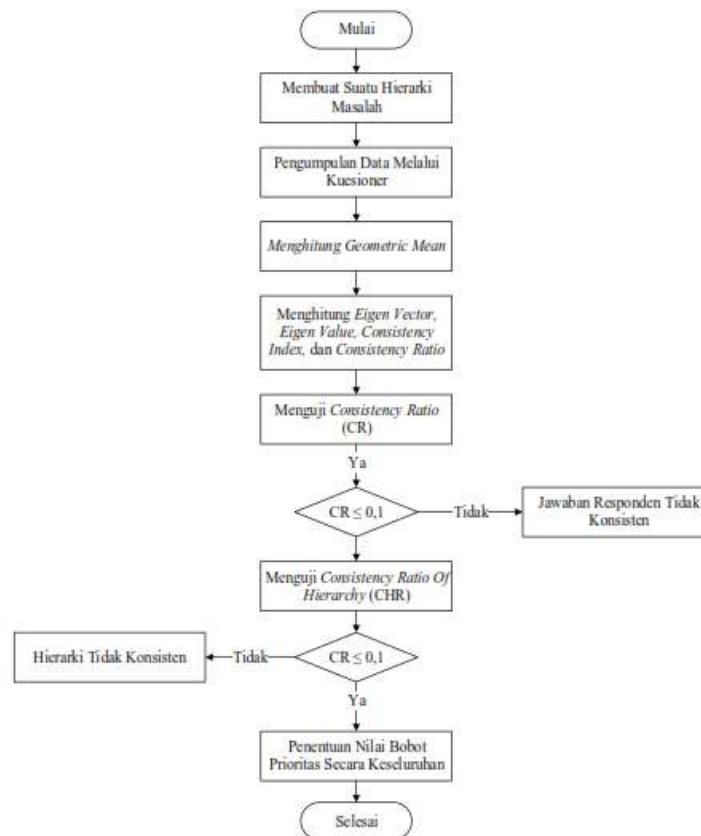 Mulai
Membuat Suatu Hierarki
Masalah
Pengumpulan Data Melalui
Kuesioner
Menghitung Geometric Mean
Menghitung Eigen Vector,
Eigen Value, Consistency
Index, dan Consistency Ratio
Menguji Consistency Ratio
(CR)
Ya
CR ≤ 0,1
Tidak
Jawaban Responden Tidak
Konsisten
Menguji Consistency Ratio Of
Hierarchy (CHR)
Hierarki Tidak Konsisten
Tidak
CR ≤ 0,1
Ya
Penentuan Nilai Bobot
Prioritas Secara Keseluruhan
Selesai